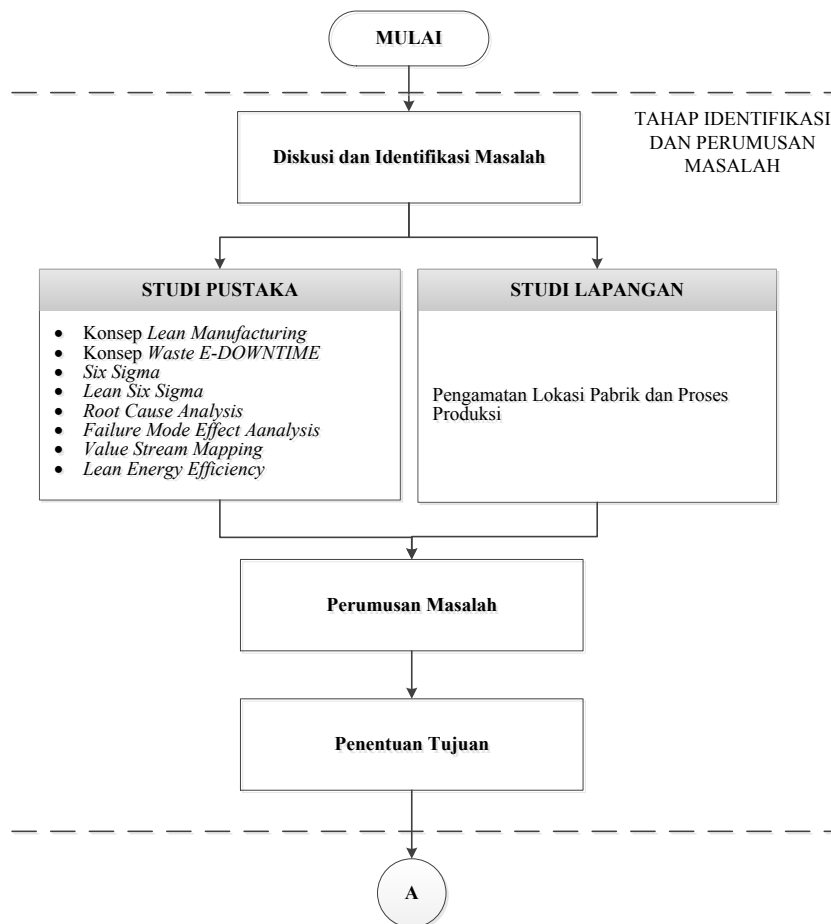 MULAI
TAHAP IDENTIFIKASI
DAN PERUMUSAN
MASALAH
Diskusi dan Identifikasi Masalah
STUDI PUSTAKA
• Konsep Lean Manufacturing
• Konsep Waste E-DOWNTIME
• Six Sigma
• Lean Six Sigma
• Root Cause Analysis
• Failure Mode Effect Aanalysis
• Value Stream Mapping
• Lean Energy Efficiency
STUDI LAPANGAN
Pengamatan Lokasi Pabrik dan Proses
Produksi
Perumusan Masalah
Penentuan Tujuan
A